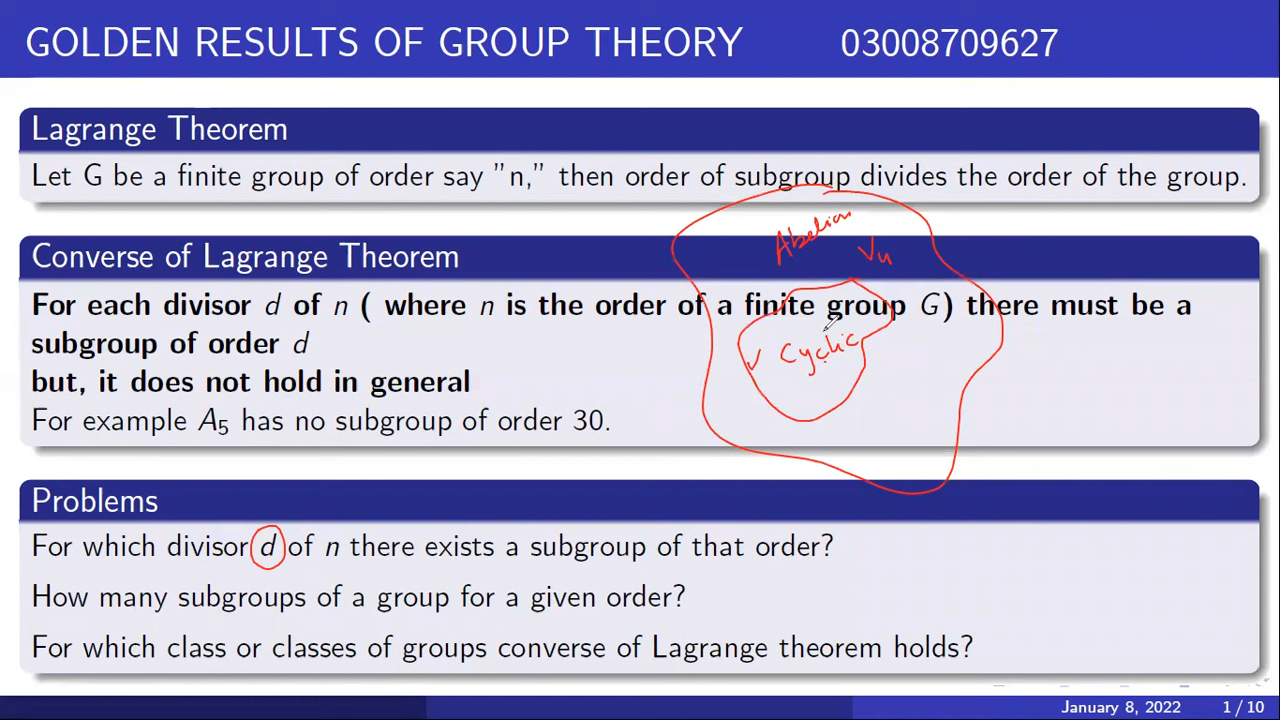 GOLDEN RESULTS OF GROUP THEORY 03008709627
Lagrange Theorem
Let G be a finite group of order say ”n,” then order of subgroup divides the order of the group.
Abelian
V₄
Converse of Lagrange Theorem
For each divisor d of n ( where n is the order of a finite group G) there must be a
subgroup of order d
Cyclic
but, it does not hold in general
For example A₅ has no subgroup of order 30.
Problems
For which divisor d of n there exists a subgroup of that order?
How many subgroups of a group for a given order?
For which class or classes of groups converse of Lagrange theorem holds?
January 8, 2022 1 / 10